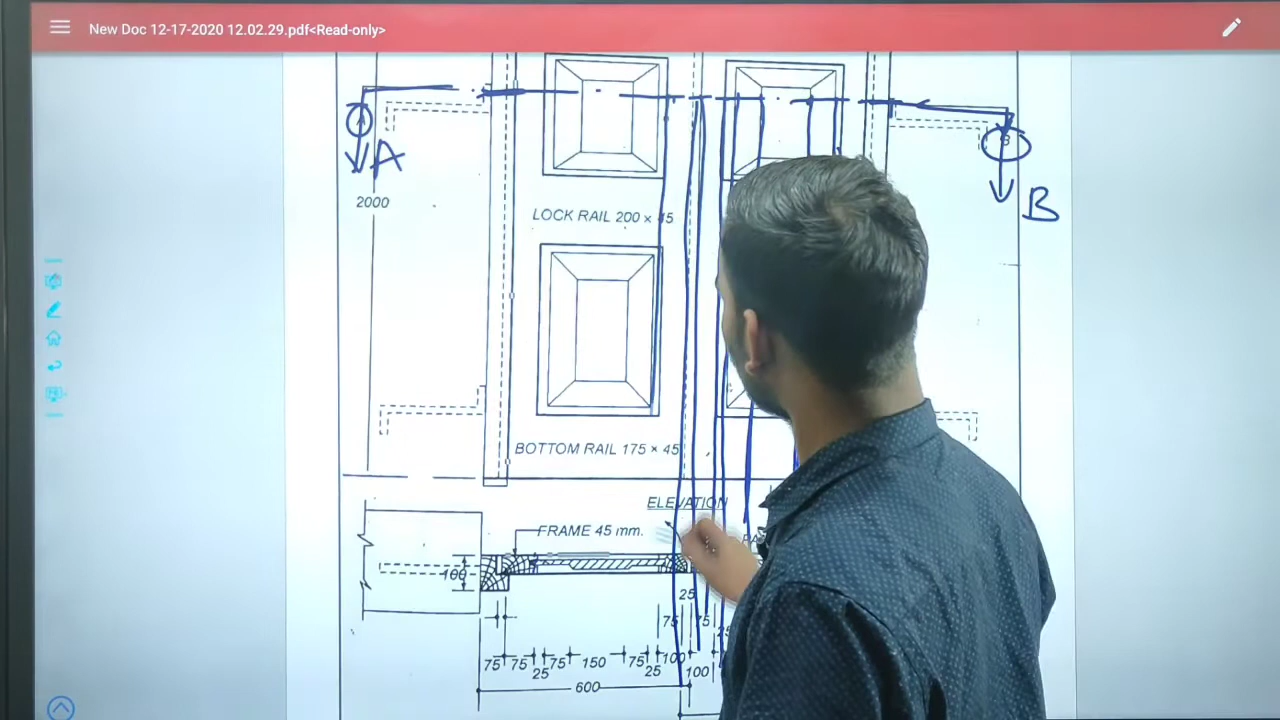 New Doc 12-17-2020 12.02.29.pdf<Read-only>
A
B
2000
LOCK RAIL 200 × 45
BOTTOM RAIL 175 × 45
ELEVATION
FRAME 45 mm.
100
25
75 75
75 75 25 75 150 75 25 100 100
600